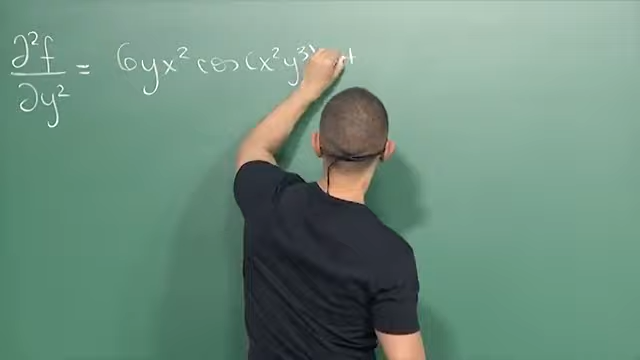 ∂²f/∂y² = 6yx² cos(x²y³)